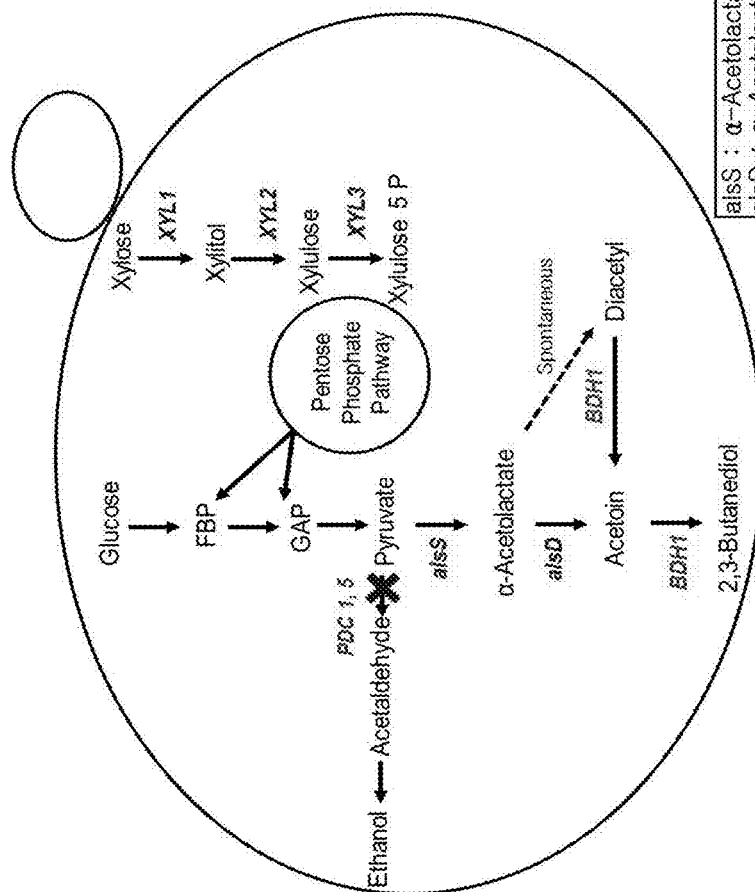 Glucose
FBP
GAP
Pyruvate
PDC 1, 5
Acetaldehyde
Ethanol
alsS
α-Acetolactate
alsD
Acetoin
BDH1
2,3-Butanediol
Spontaneous
Diacetyl
BDH1
Pentose
Phosphate
Pathway
Xylose
XYL1
Xylitol
XYL2
Xylulose
XYL3
Xylulose 5 P
alsS : α-Acetolacta